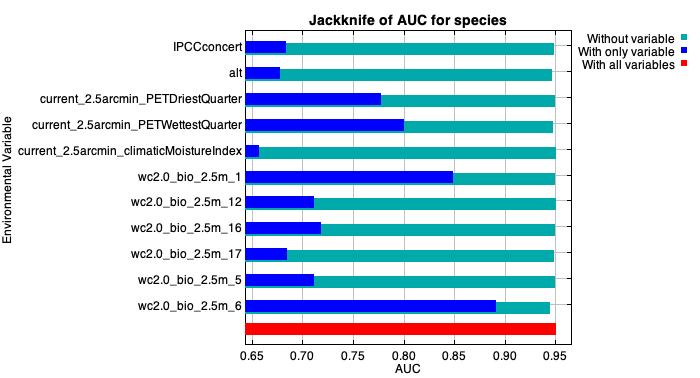 Jackknife of AUC for species
Without variable
With only variable
With all variables
Environmental Variable
IPCCconcert
alt
current_2.5arcmin_PETDriestQuarter
current_2.5arcmin_PETWettestQuarter
current_2.5arcmin_climaticMoistureIndex
wc2.0_bio_2.5m_1
wc2.0_bio_2.5m_12
wc2.0_bio_2.5m_16
wc2.0_bio_2.5m_17
wc2.0_bio_2.5m_5
wc2.0_bio_2.5m_6
0.65 0.70 0.75 0.80 0.85 0.90 0.95
AUC